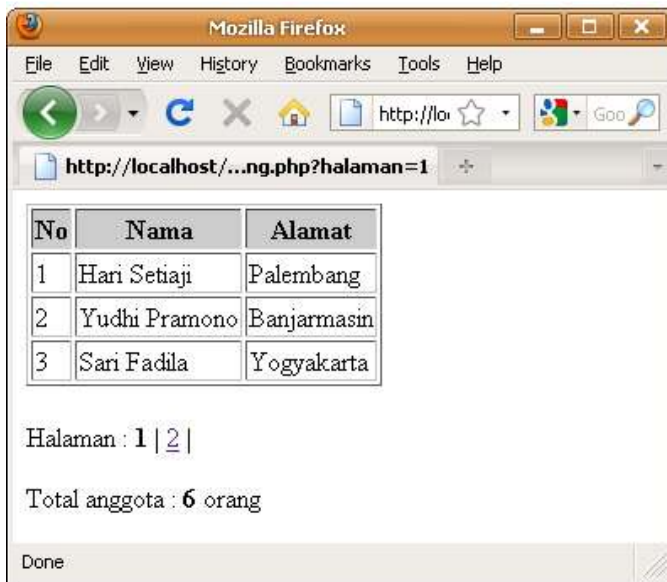 Mozilla Firefox
File Edit View History Bookmarks Tools Help
http://lo Goo
http://localhost/...ng.php?halaman=1
No Nama Alamat
1 Hari Setiaji Palembang
2 Yudhi Pramono Banjarmasin
3 Sari Fadila Yogyakarta
Halaman : 1 | 2 |
Total anggota : 6 orang
Done